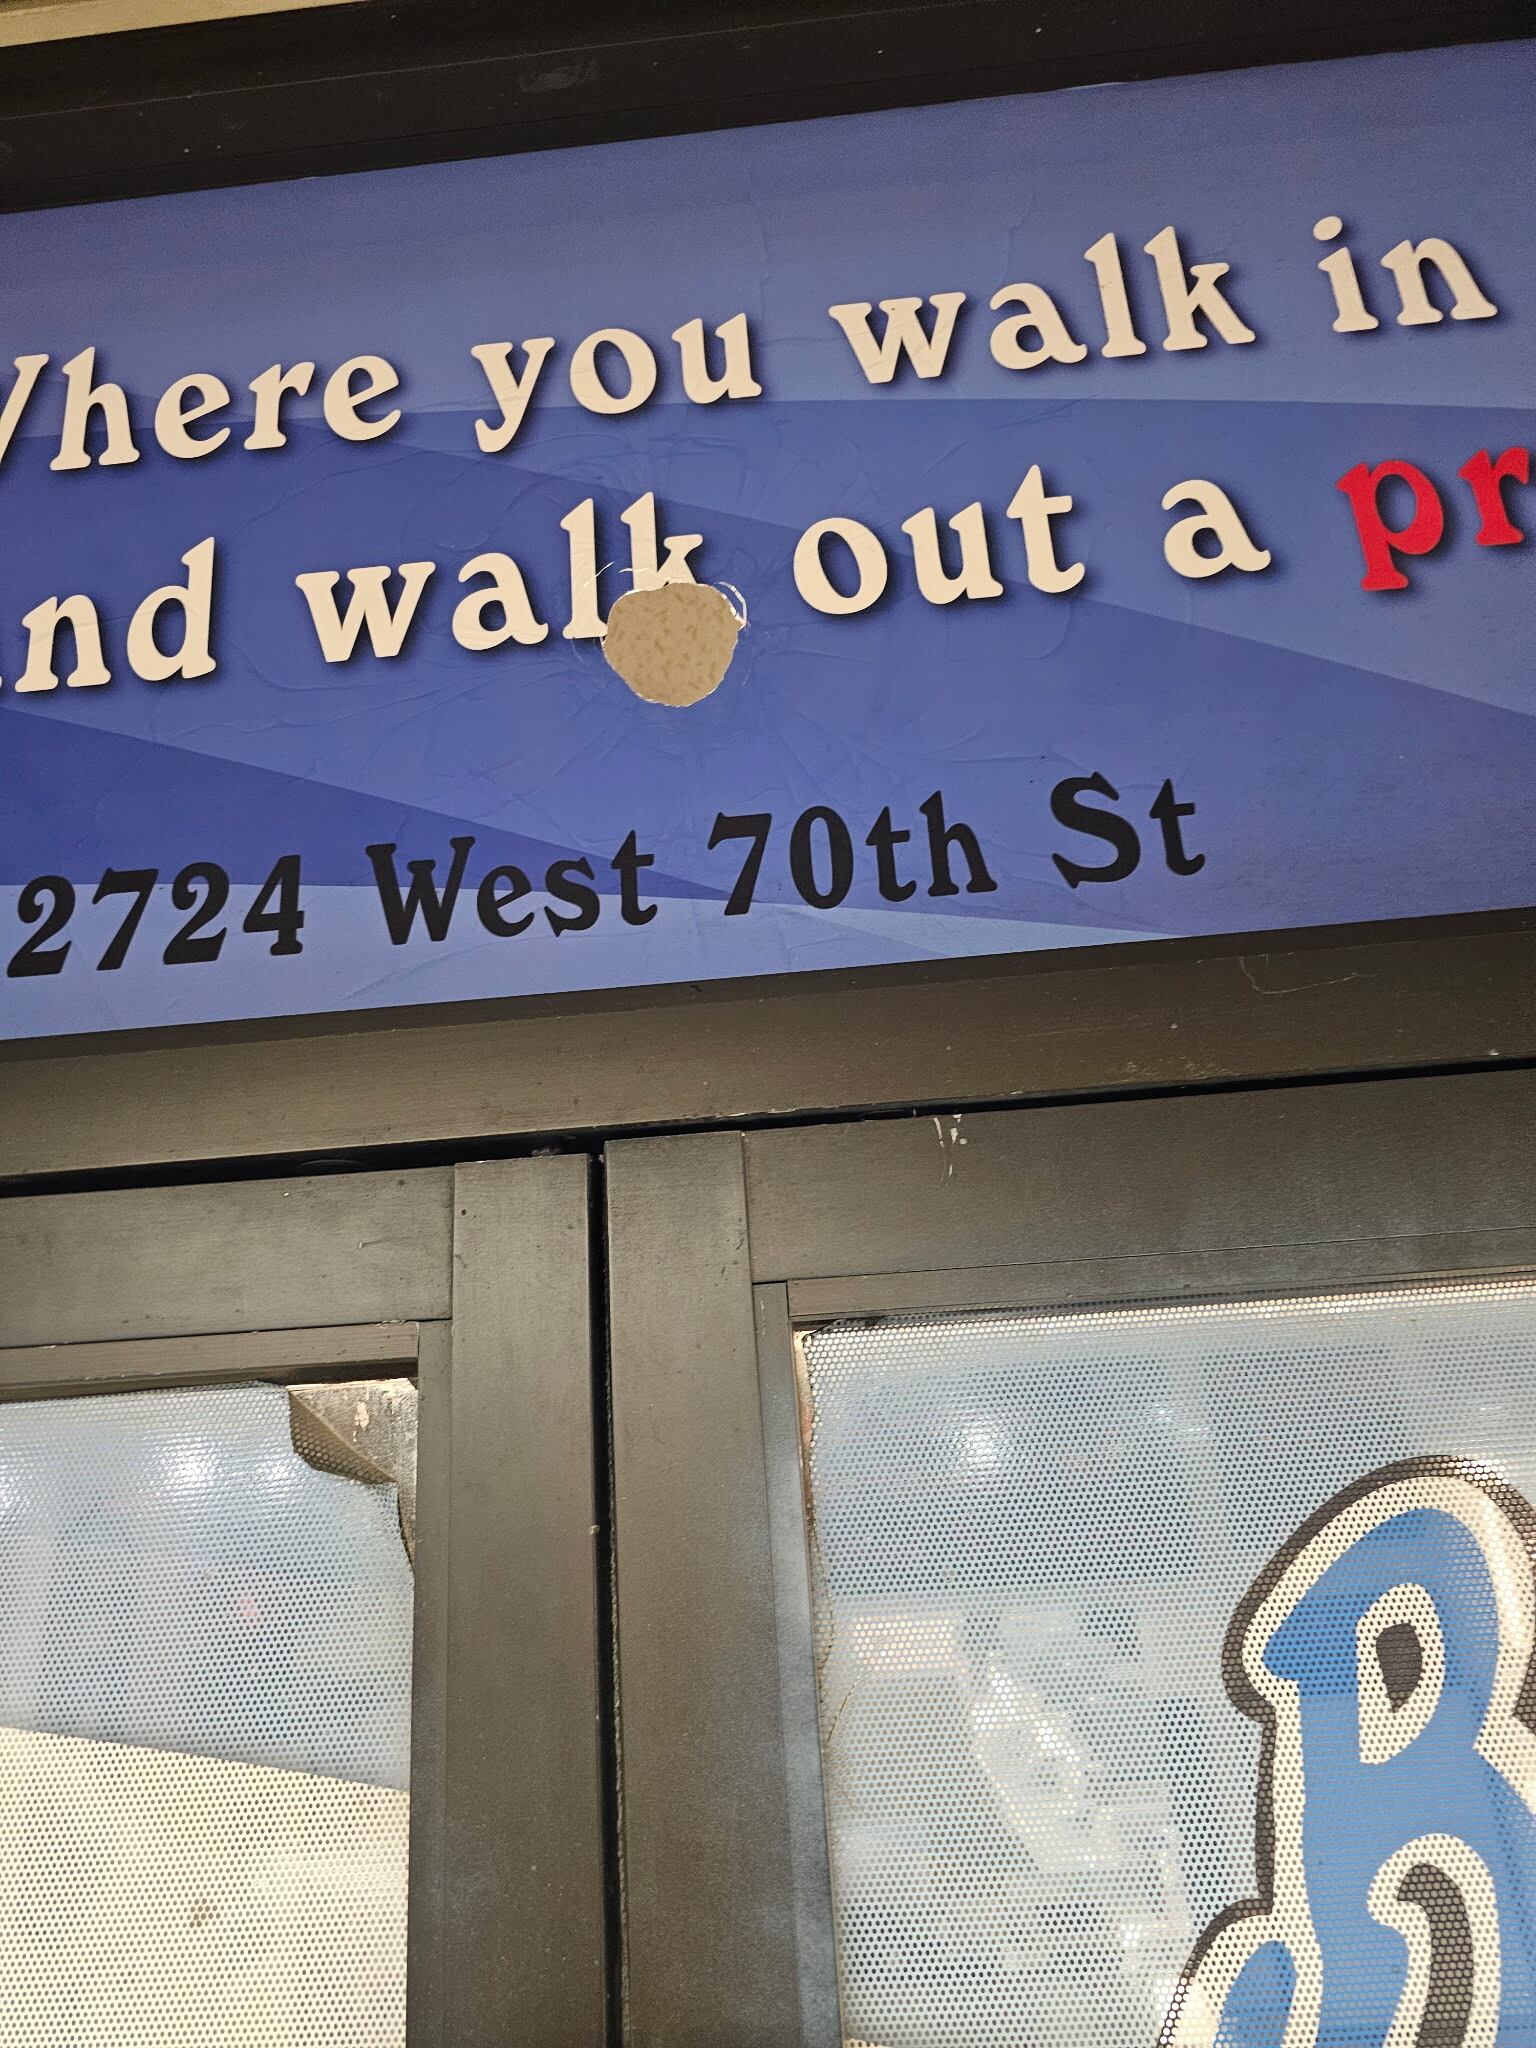 Where you walk in
and walk out a pr
2724 West 70th St